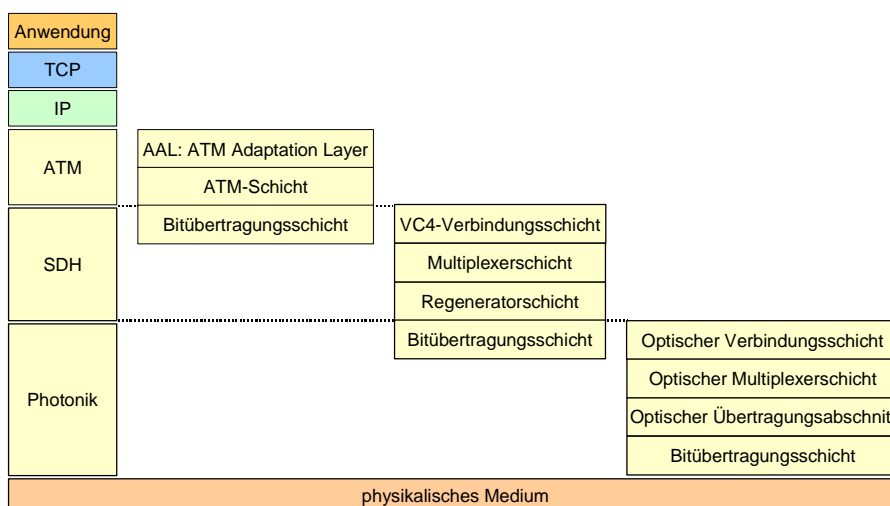 Anwendung
TCP
IP
ATM
AAL: ATM Adaptation Layer
ATM-Schicht
Bitübertragungsschicht
SDH
VC4-Verbindungsschicht
Multiplexerschicht
Regeneratorschicht
Bitübertragungsschicht
Photonik
Optischer Verbindungsschicht
Optischer Multiplexerschicht
Optischer Übertragungsabschnit
Bitübertragungsschicht
physikalisches Medium